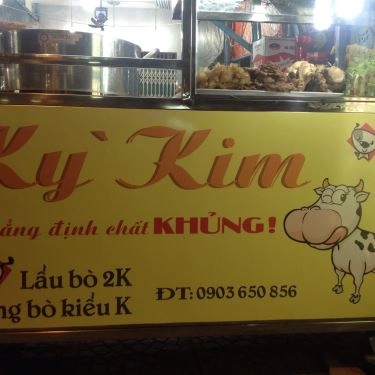 Kỳ Kim
ẳng định chất KHỦNG!
Lẩu bò 2K
ng bò kiểu K
ĐT: 0903 650 856